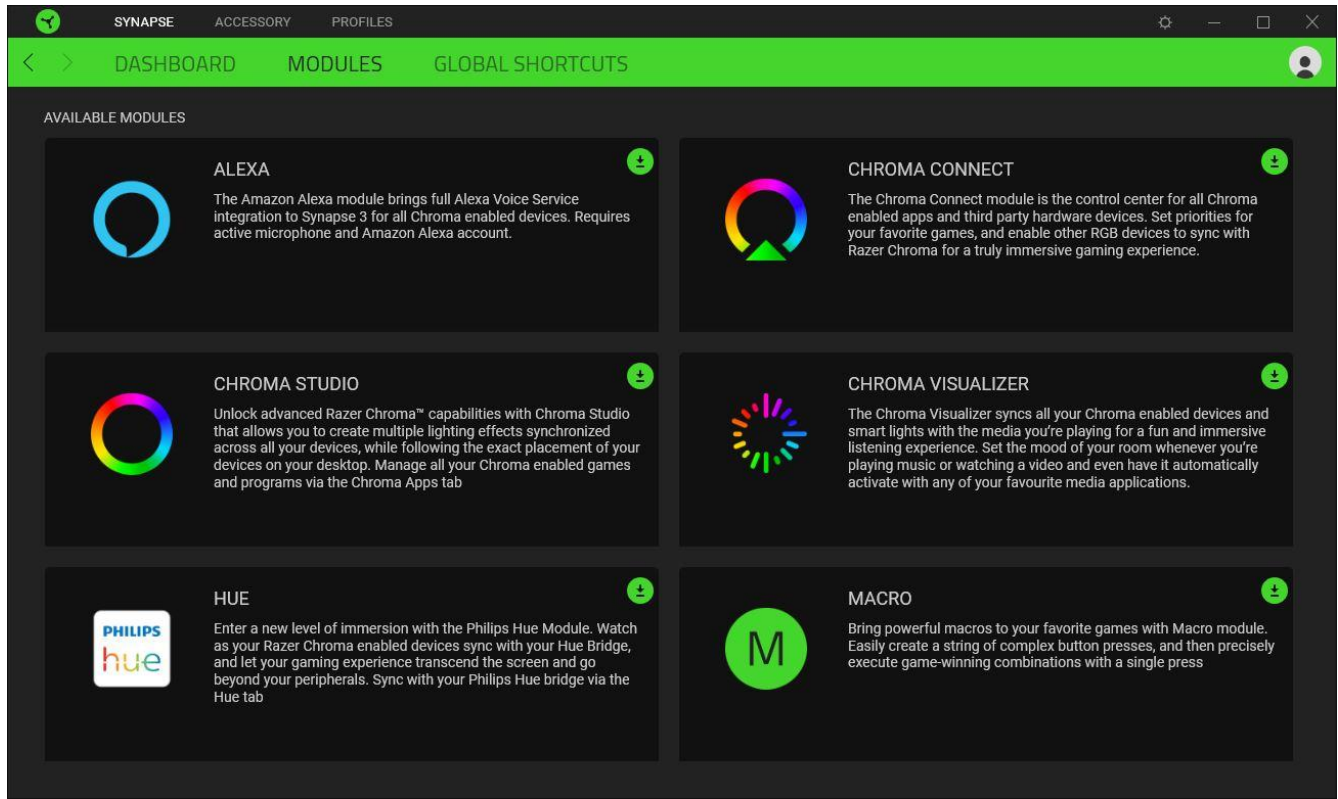 SYNAPSE ACCESSORY PROFILES
DASHBOARD MODULES GLOBAL SHORTCUTS
AVAILABLE MODULES
ALEXA
The Amazon Alexa module brings full Alexa Voice Service
integration to Synapse 3 for all Chroma enabled devices. Requires
active microphone and Amazon Alexa account.
CHROMA CONNECT
The Chroma Connect module is the control center for all Chroma
enabled apps and third party hardware devices. Set priorities for
your favorite games, and enable other RGB devices to sync with
Razer Chroma for a truly immersive gaming experience.
CHROMA STUDIO
Unlock advanced Razer Chroma™ capabilities with Chroma Studio
that allows you to create multiple lighting effects synchronized
across all your devices, while following the exact placement of your
devices on your desktop. Manage all your Chroma enabled games
and programs via the Chroma Apps tab
CHROMA VISUALIZER
The Chroma Visualizer syncs all your Chroma enabled devices and
smart lights with the media you're playing for a fun and immersive
listening experience. Set the mood of your room whenever you're
playing music or watching a video and even have it automatically
activate with any of your favourite media applications.
PHILIPS
hue
HUE
Enter a new level of immersion with the Philips Hue Module. Watch
as your Razer Chroma enabled devices sync with your Hue Bridge,
and let your gaming experience transcend the screen and go
beyond your peripherals. Sync with your Philips Hue bridge via the
Hue tab
M
MACRO
Bring powerful macros to your favorite games with Macro module.
Easily create a string of complex button presses, and then precisely
execute game-winning combinations with a single press